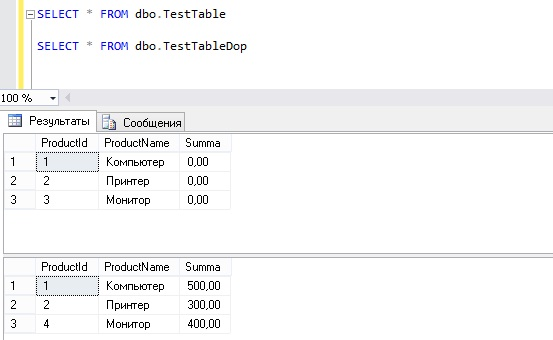 SELECT * FROM dbo.TestTable
SELECT * FROM dbo.TestTableDop
100 %
Результаты Сообщения
ProductId ProductName Summa
1 1 Компьютер 0,00
2 2 Принтер 0,00
3 3 Монитор 0,00
ProductId ProductName Summa
1 1 Компьютер 500,00
2 2 Принтер 300,00
3 4 Монитор 400,00